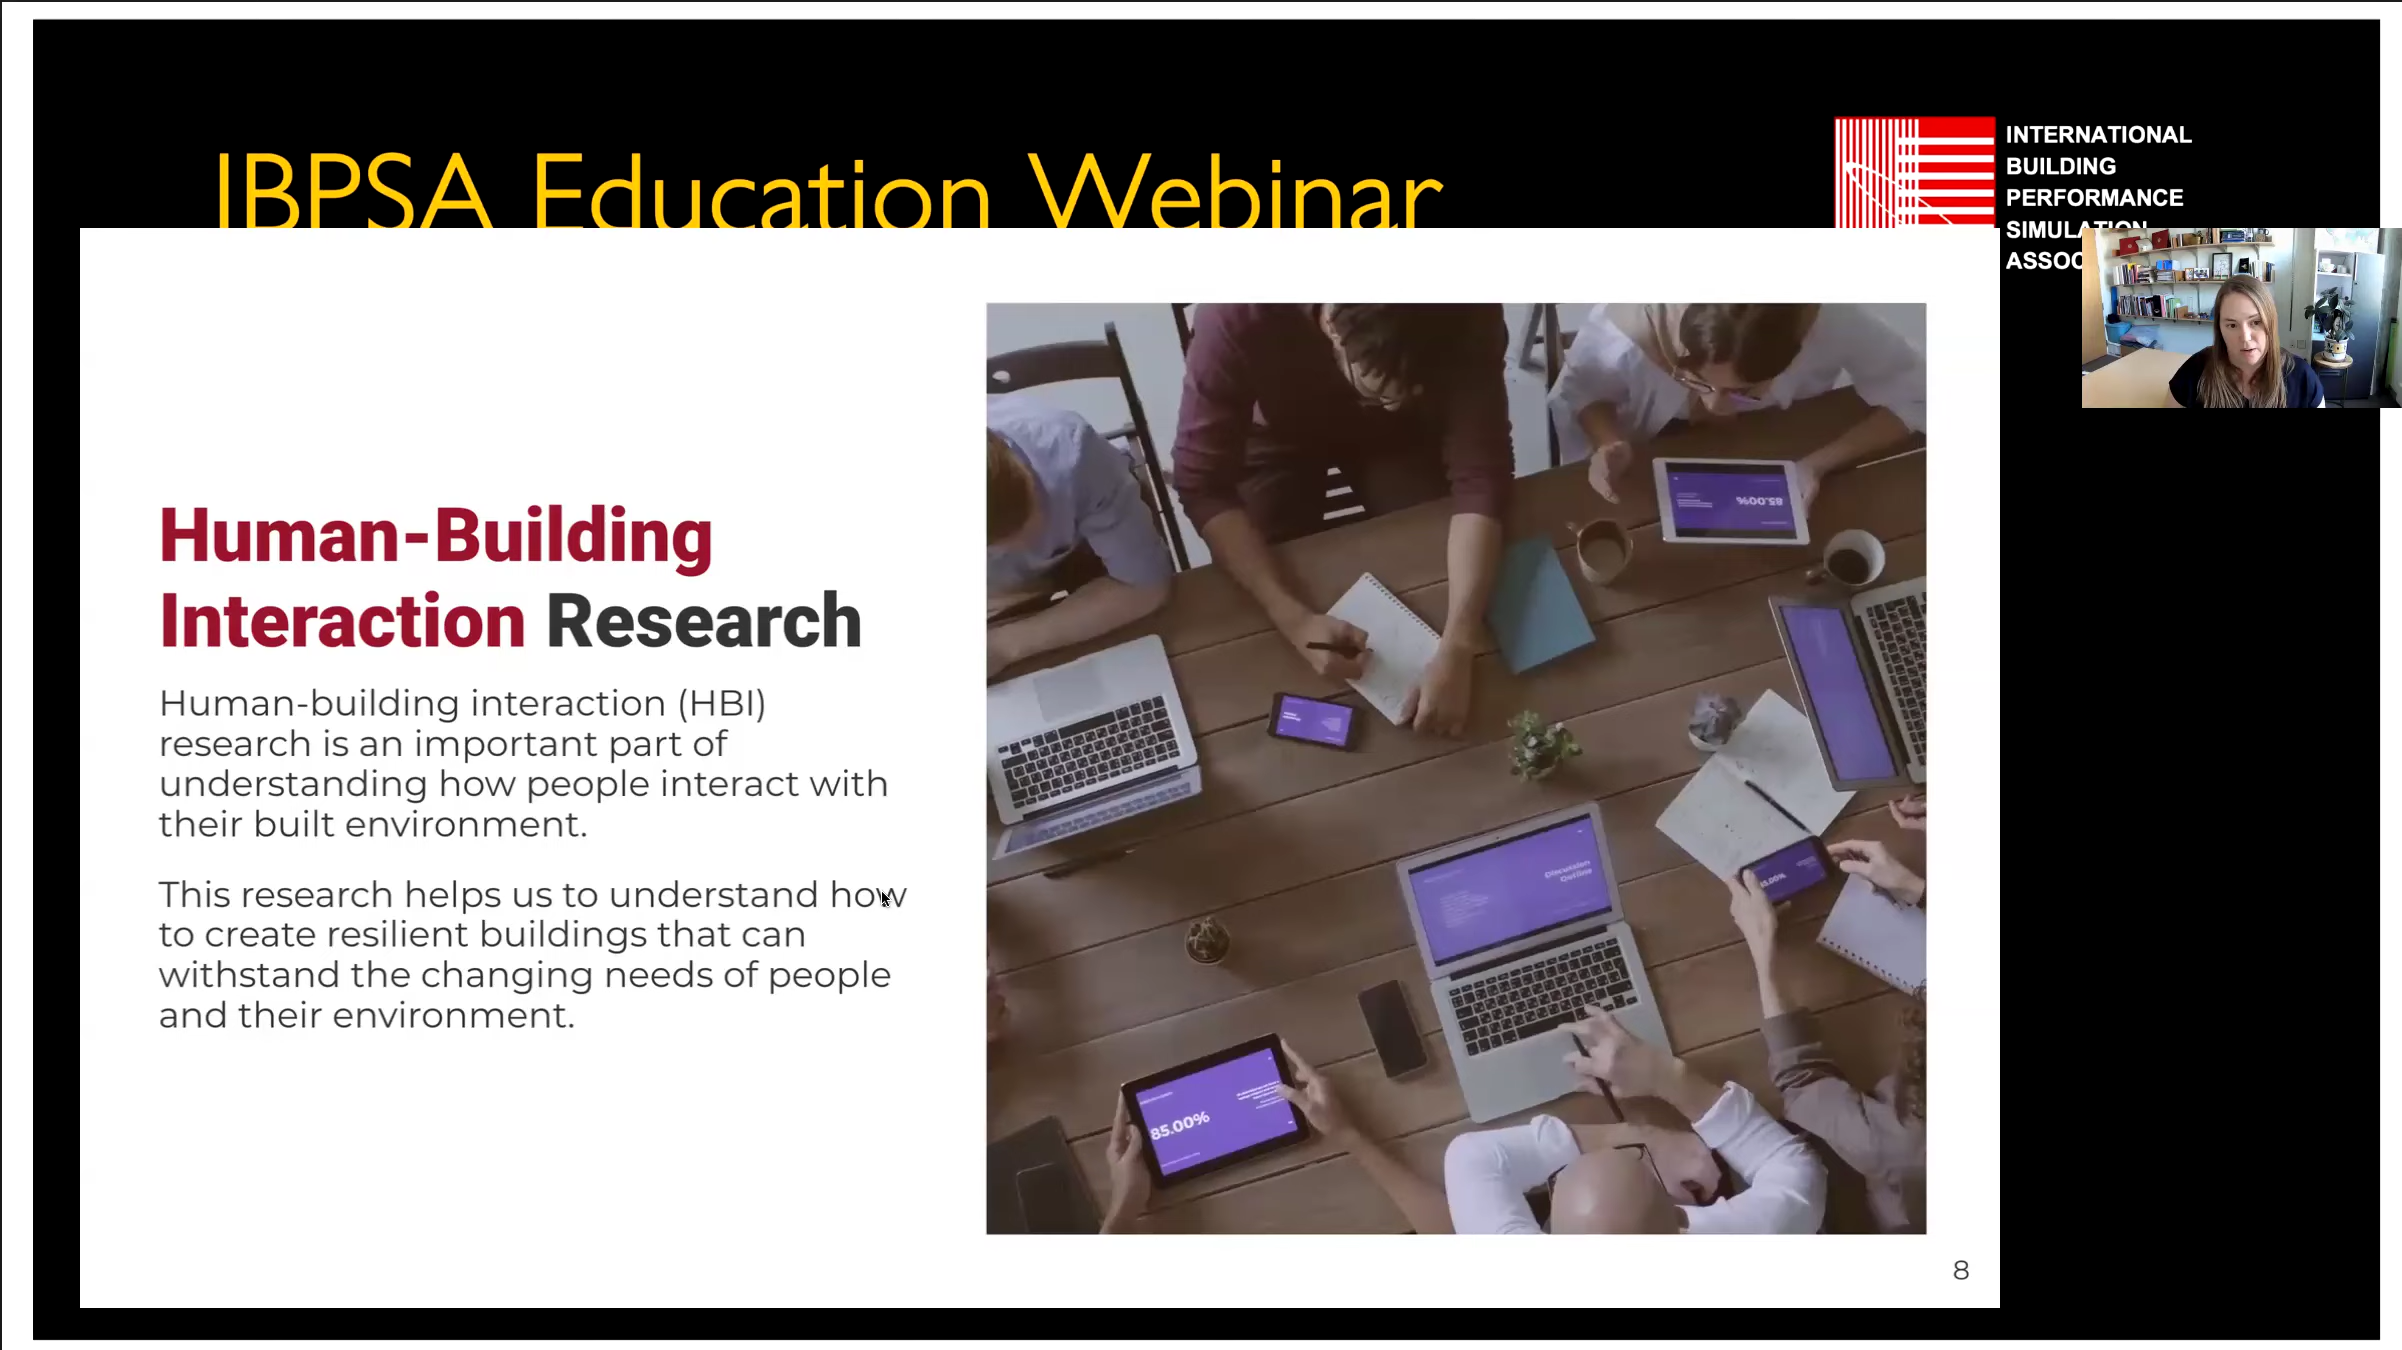 IBPSA Education Webinar
INTERNATIONAL
BUILDING
PERFORMANCE
SIMULATION
Human-Building
Interaction Research
Human-building interaction (HBI)
research is an important part of
understanding how people interact with
their built environment.
This research helps us to understand how
to create resilient buildings that can
withstand the changing needs of people
and their environment.
85.00%
Discussion
Outline
85.00%
85.00%
8